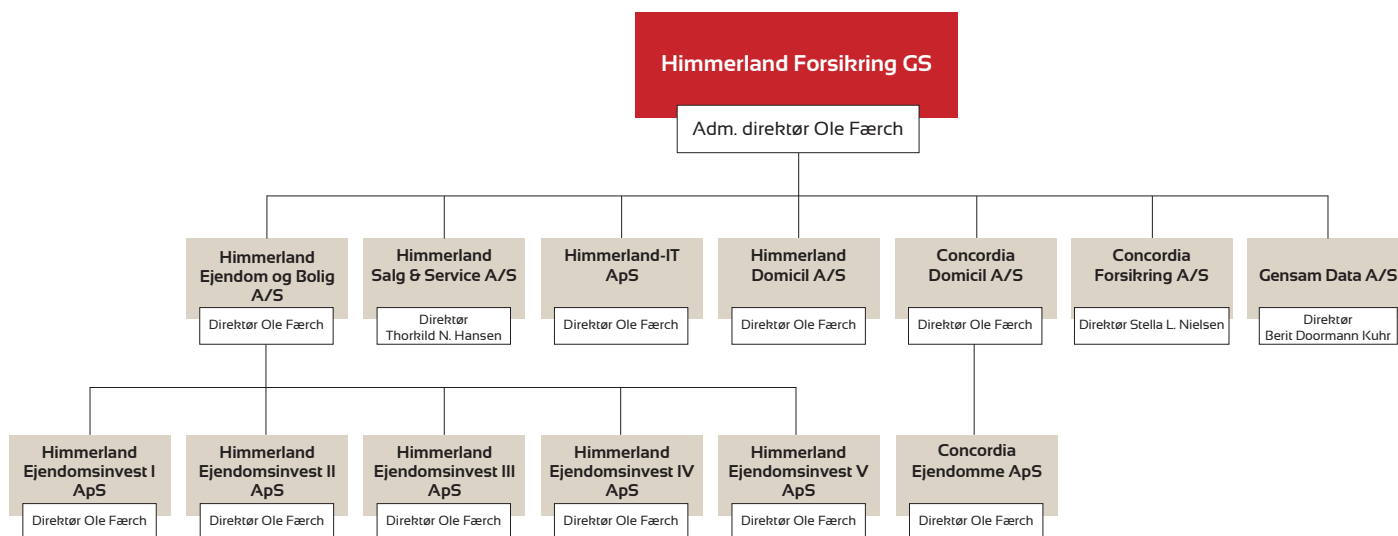 Himmerland Forsikring GS
Adm. direktør Ole Færch
Himmerland
Ejendom og Bolig
A/S
Direktør Ole Færch
Himmerland
Salg & Service A/S
Direktør
Thorkild N. Hansen
Himmerland-IT
ApS
Direktør Ole Færch
Himmerland
Domicil A/S
Direktør Ole Færch
Concordia
Domicil A/S
Direktør Ole Færch
Concordia
Forsikring A/S
Direktør Stella L. Nielsen
Gensam Data A/S
Direktør
Berit Doormann Kuhr
Himmerland
Ejendomsinvest I
ApS
Direktør Ole Færch
Himmerland
Ejendomsinvest II
ApS
Direktør Ole Færch
Himmerland
Ejendomsinvest III
ApS
Direktør Ole Færch
Himmerland
Ejendomsinvest IV
ApS
Direktør Ole Færch
Himmerland
Ejendomsinvest V
ApS
Direktør Ole Færch
Concordia
Ejendomme ApS
Direktør Ole Færch